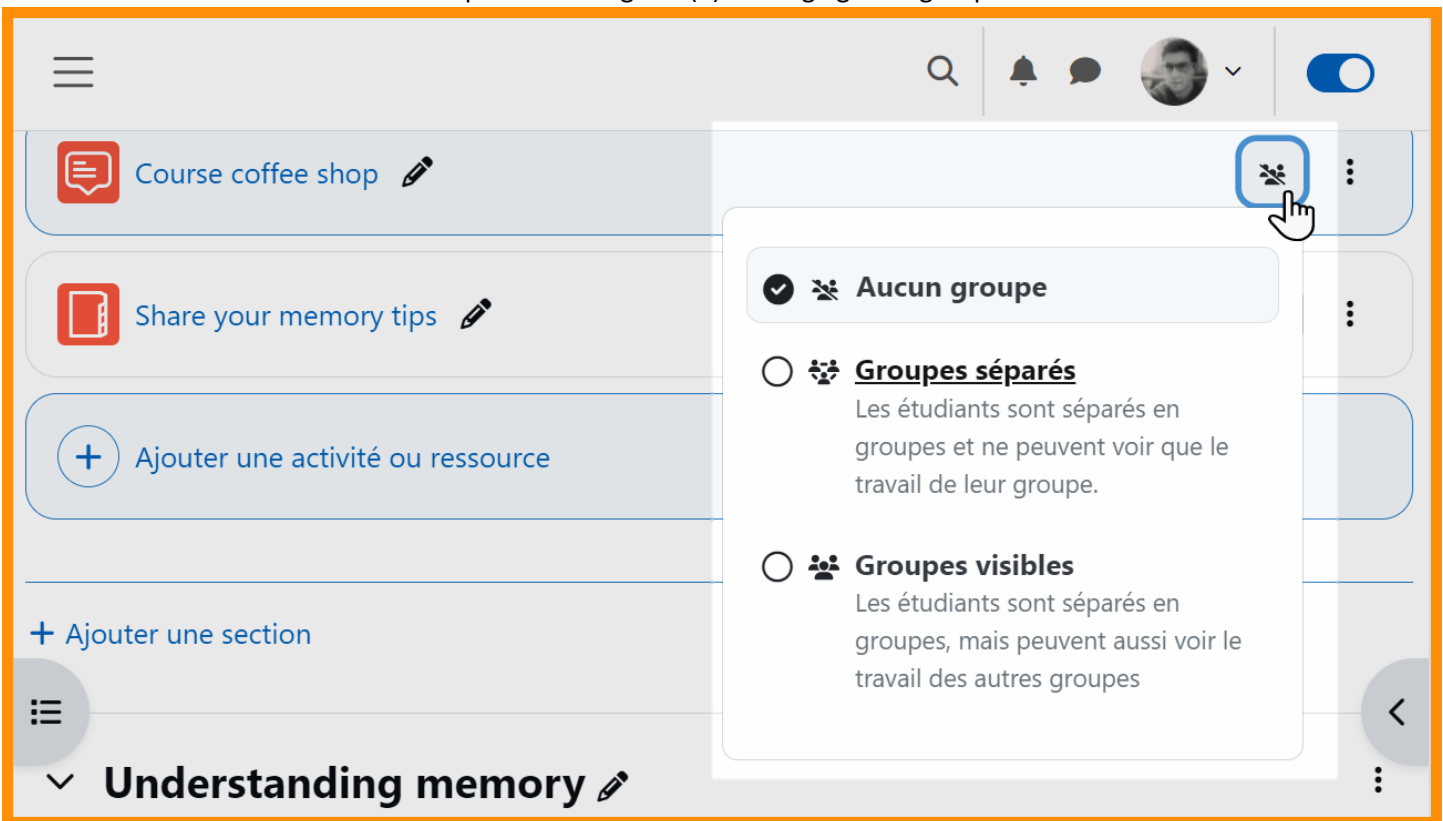 Course coffee shop
Aucun groupe
Share your memory tips
Groupes séparés
Les étudiants sont séparés en
groupes et ne peuvent voir que le
travail de leur groupe.
Ajouter une activité ou ressource
Groupes visibles
Les étudiants sont séparés en
groupes, mais peuvent aussi voir le
travail des autres groupes
+ Ajouter une section
Understanding memory